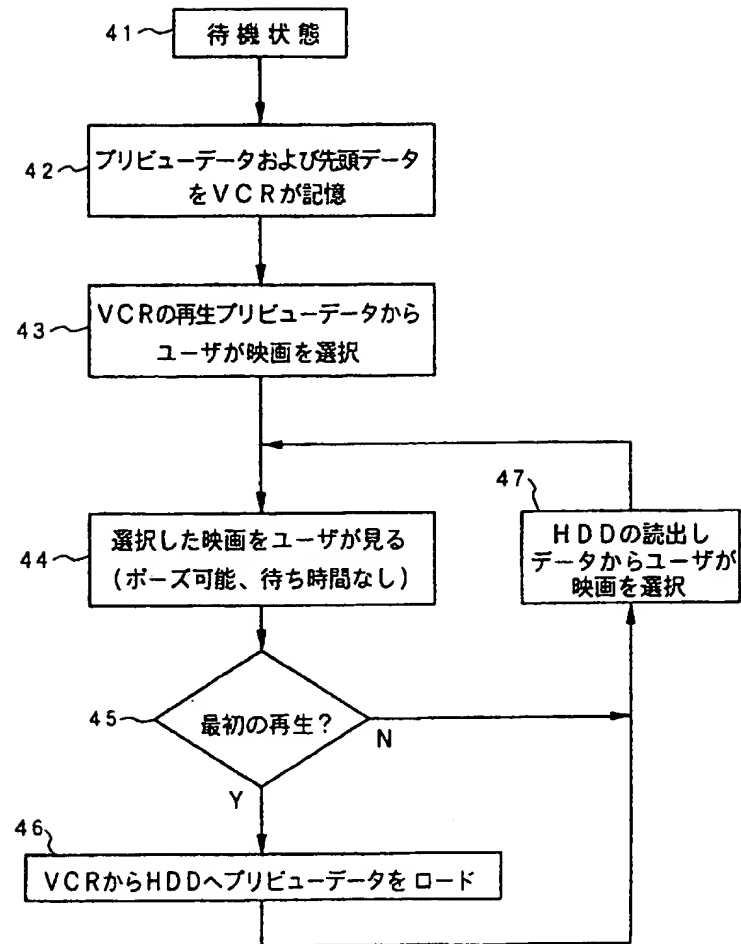 41
待機状態
42
プリビューデータおよび先頭データ
をVCRが記憶
43
VCRの再生プリビューデータから
ユーザが映画を選択
44
選択した映画をユーザが見る
(ポーズ可能、待ち時間なし)
47
HDDの読出し
データからユーザが
映画を選択
45
最初の再生?
N
Y
46
VCRからHDDへプリビューデータをロード